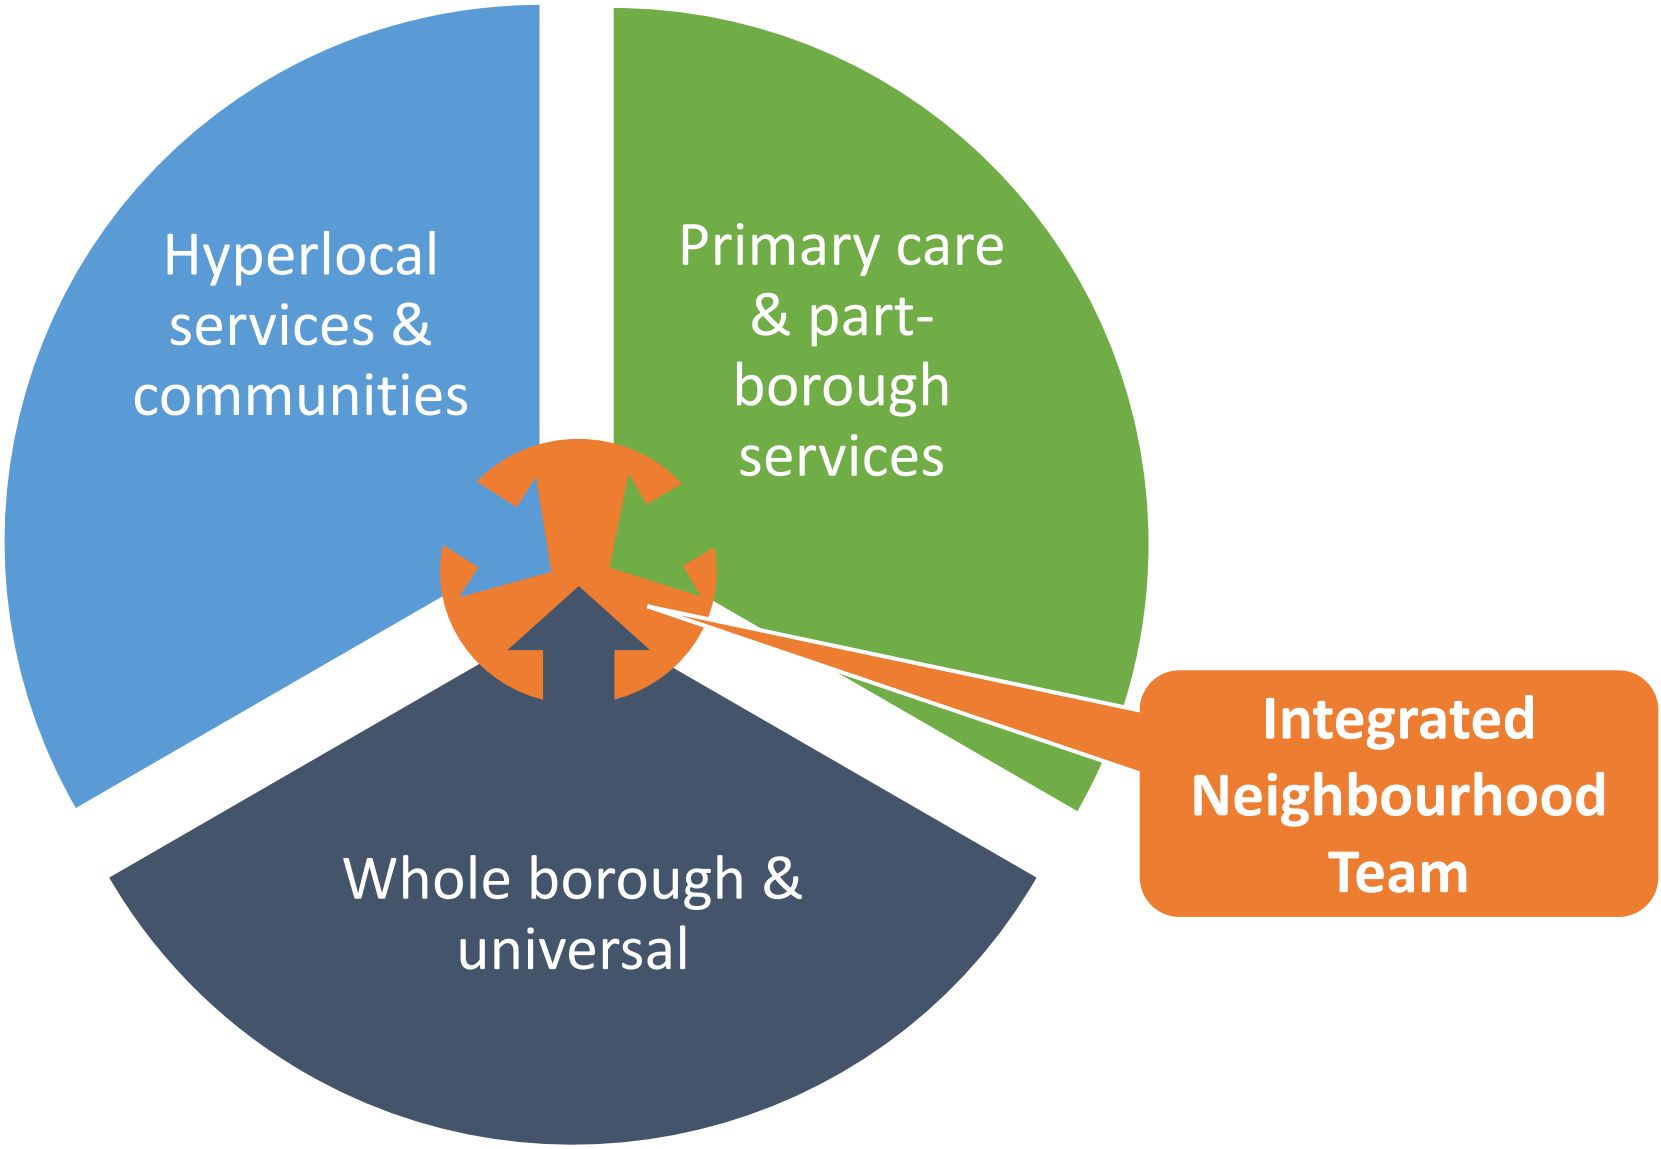 Hyperlocal
services &
communities
Primary care
& part-
borough
services
Whole borough &
universal
Integrated
Neighbourhood
Team